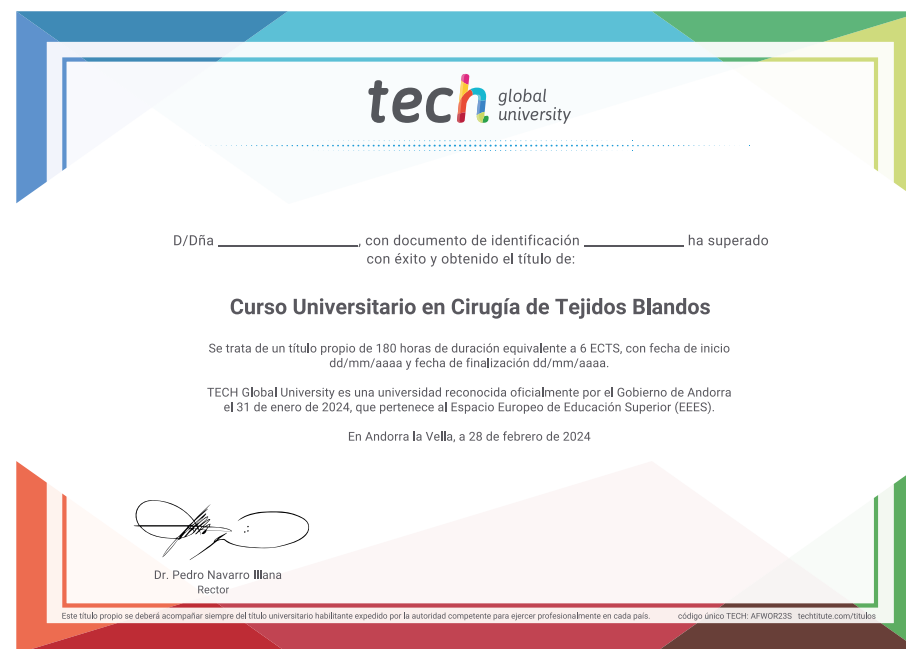 tech global university
D/Dña , con documento de identificación ha superado
con éxito y obtenido el título de:
Curso Universitario en Cirugía de Tejidos Blandos
Se trata de un título propio de 180 horas de duración equivalente a 6 ECTS, con fecha de inicio
dd/mm/aaaa y fecha de finalización dd/mm/aaaa.
TECH Global University es una universidad reconocida oficialmente por el Gobierno de Andorra
el 31 de enero de 2024, que pertenece al Espacio Europeo de Educación Superior (EEES).
En Andorra la Vella, a 28 de febrero de 2024
Dr. Pedro Navarro Illana
Rector
Este título propio se deberá acompañar siempre del título universitario habilitante expedido por la autoridad competente para ejercer profesionalmente en cada país. código único TECH: AFWOR23S techtitute.com/titulos